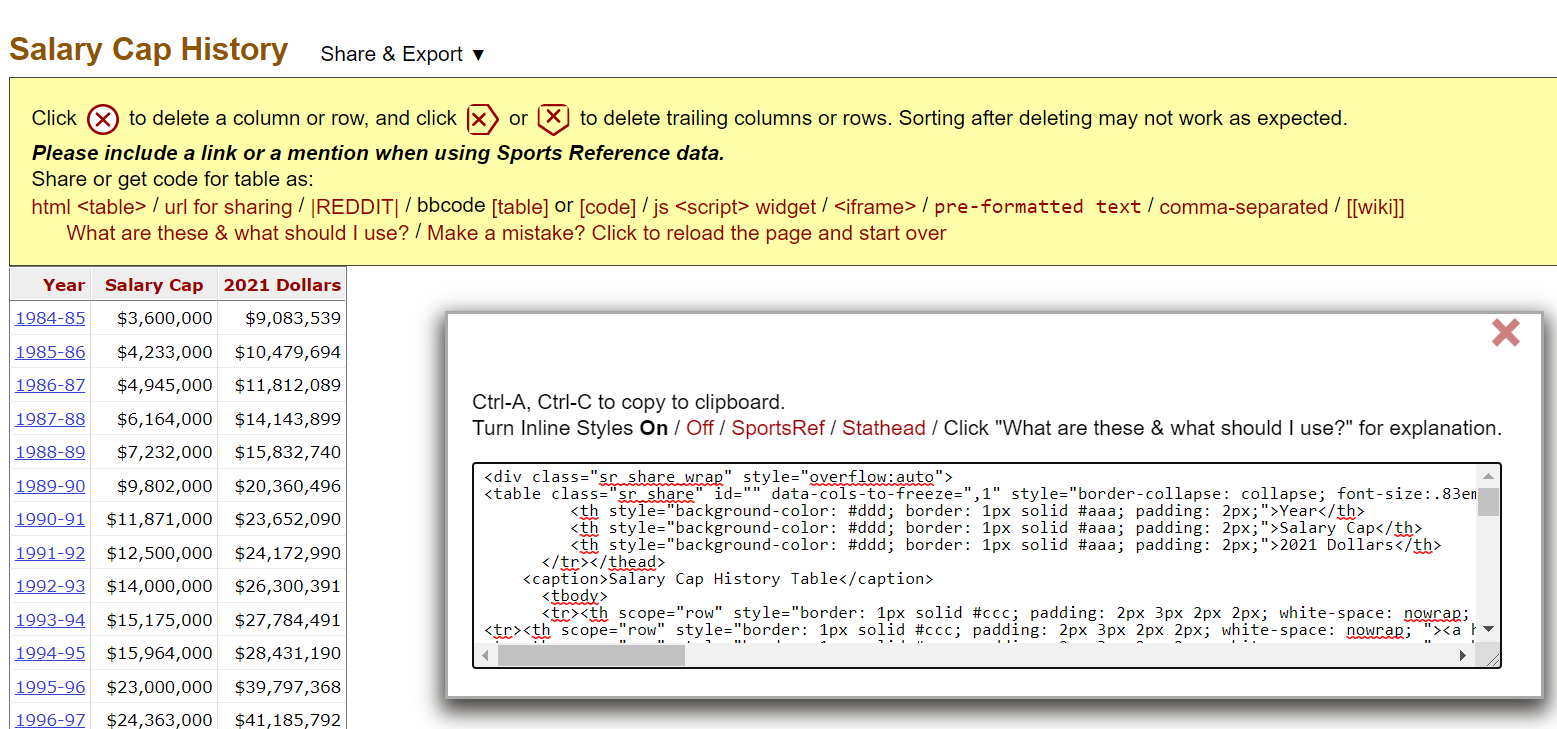 Salary Cap History Share & Export ▼
Click to delete a column or row, and click or to delete trailing columns or rows. Sorting after deleting may not work as expected.
Please include a link or a mention when using Sports Reference data.
Share or get code for table as:
html <table> / url for sharing / |REDDIT| / bbcode [table] or [code] / js <script> widget / <iframe> / pre-formatted text / comma-separated / [[wiki]]
What are these & what should I use? / Make a mistake? Click to reload the page and start over
Year Salary Cap 2021 Dollars
1984-85 $3,600,000 $9,083,539
1985-86 $4,233,000 $10,479,694
1986-87 $4,945,000 $11,812,089
1987-88 $6,164,000 $14,143,899
1988-89 $7,232,000 $15,832,740
1989-90 $9,802,000 $20,360,496
1990-91 $11,871,000 $23,652,090
1991-92 $12,500,000 $24,172,990
1992-93 $14,000,000 $26,300,391
1993-94 $15,175,000 $27,784,491
1994-95 $15,964,000 $28,431,190
1995-96 $23,000,000 $39,797,368
1996-97 $24,363,000 $41,185,792
Ctrl-A, Ctrl-C to copy to clipboard.
Turn Inline Styles On / Off / SportsRef / Stathead / Click "What are these & what should I use?" for explanation.
<div class="sr_share_wrap" style="overflow:auto">
<table class="sr_share" id="" data-cols-to-freeze=",1" style="border-collapse: collapse; font-size:.83em
<th style="background-color: #ddd; border: 1px solid #aaa; padding: 2px;">Year</th>
<th style="background-color: #ddd; border: 1px solid #aaa; padding: 2px;">Salary Cap</th>
<th style="background-color: #ddd; border: 1px solid #aaa; padding: 2px;">2021 Dollars</th>
</tr></thead>
<caption>Salary Cap History Table</caption>
<tbody>
<tr><th scope="row" style="border: 1px solid #ccc; padding: 2px 3px 2px 2px; white-space: nowrap;
<tr><th scope="row" style="border: 1px solid #ccc; padding: 2px 3px 2px 2px; white-space: nowrap; "><a h